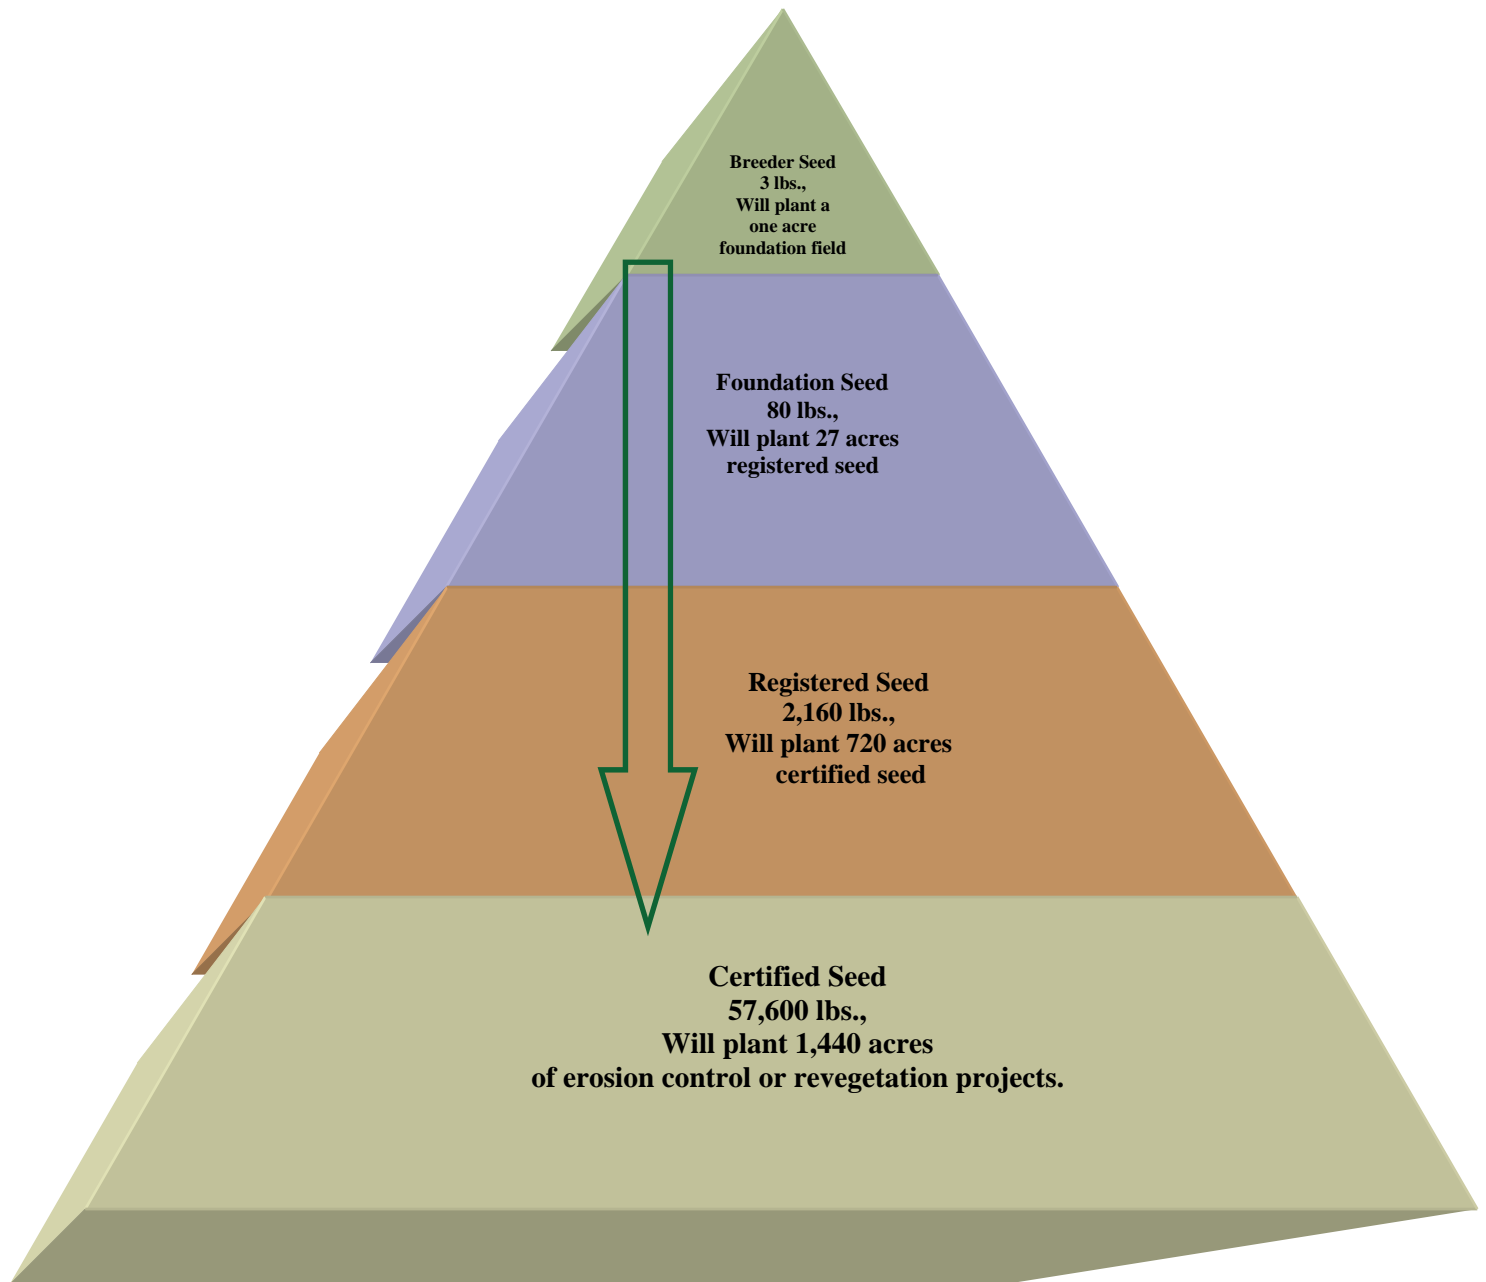 Breeder Seed
3 lbs.,
Will plant a
one acre
foundation field
Foundation Seed
80 lbs.,
Will plant 27 acres
registered seed
Registered Seed
2,160 lbs.,
Will plant 720 acres
certified seed
Certified Seed
57,600 lbs.,
Will plant 1,440 acres
of erosion control or revegetation projects.